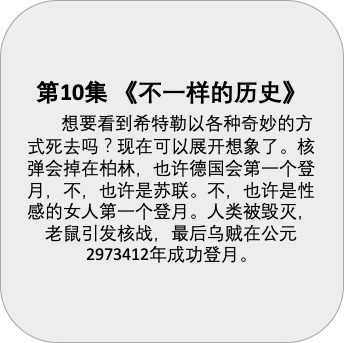 第10集 《不一样的历史》
想要看到希特勒以各种奇妙的方
式死去吗？现在可以展开想象了。核
弹会掉在柏林，也许德国会第一个登
月，不，也许是苏联。不，也许是性
感的女人第一个登月。人类被毁灭，
老鼠引发核战，最后乌贼在公元
2973412年成功登月。